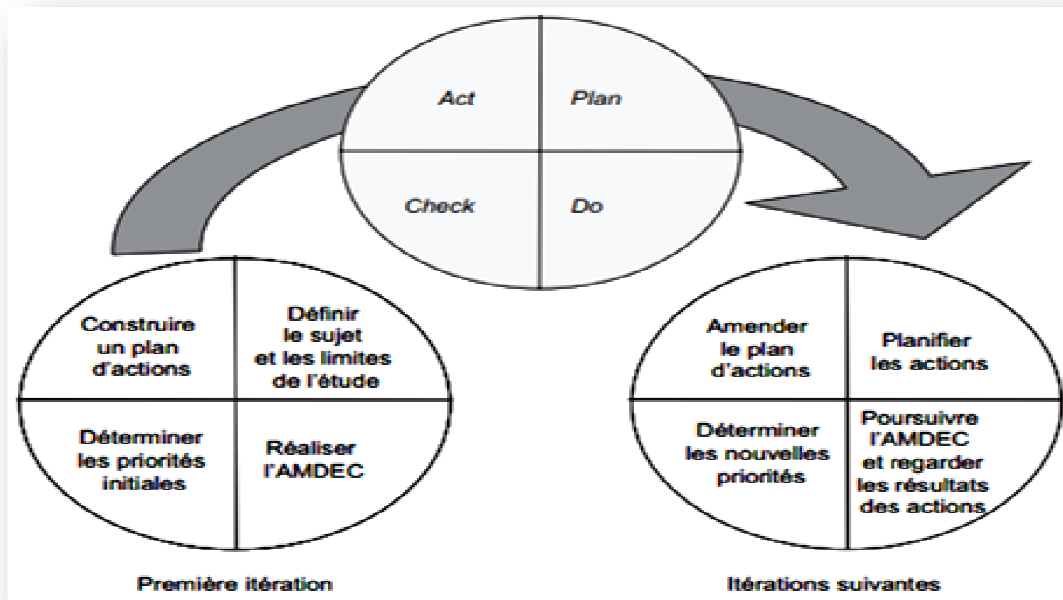 Act
Plan
Check
Do
Construire
un plan
d'actions
Définir
le sujet
et les limites
de l'étude
Déterminer
les priorités
initiales
Réaliser
l'AMDEC
Première itération
Amender
le plan
d'actions
Planifier
les actions
Déterminer
les nouvelles
priorités
Poursuivre
l'AMDEC
et regarder
les résultats
des actions
Itérations suivantes